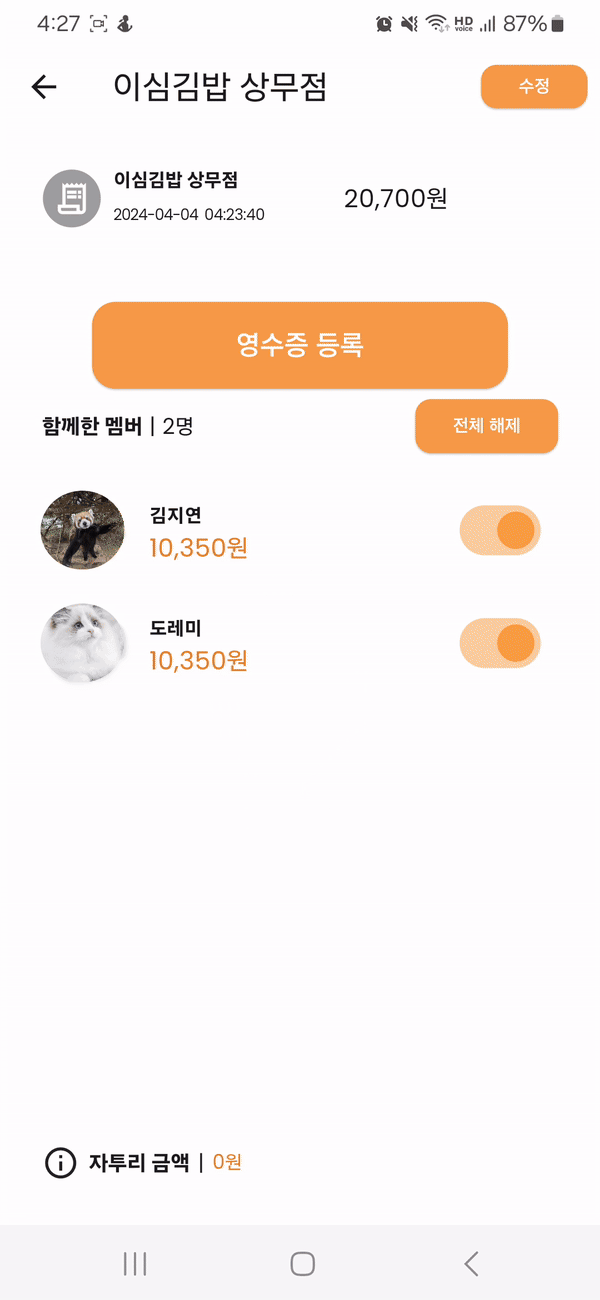 4:27 HD voice 87%
이심김밥 상무점 수정
이심김밥 상무점
2024-04-04 04:23:40
20,700원
영수증 등록
함께한 멤버 | 2명 전체 해제
김지연
10,350원
도레미
10,350원
자투리 금액 | 0원